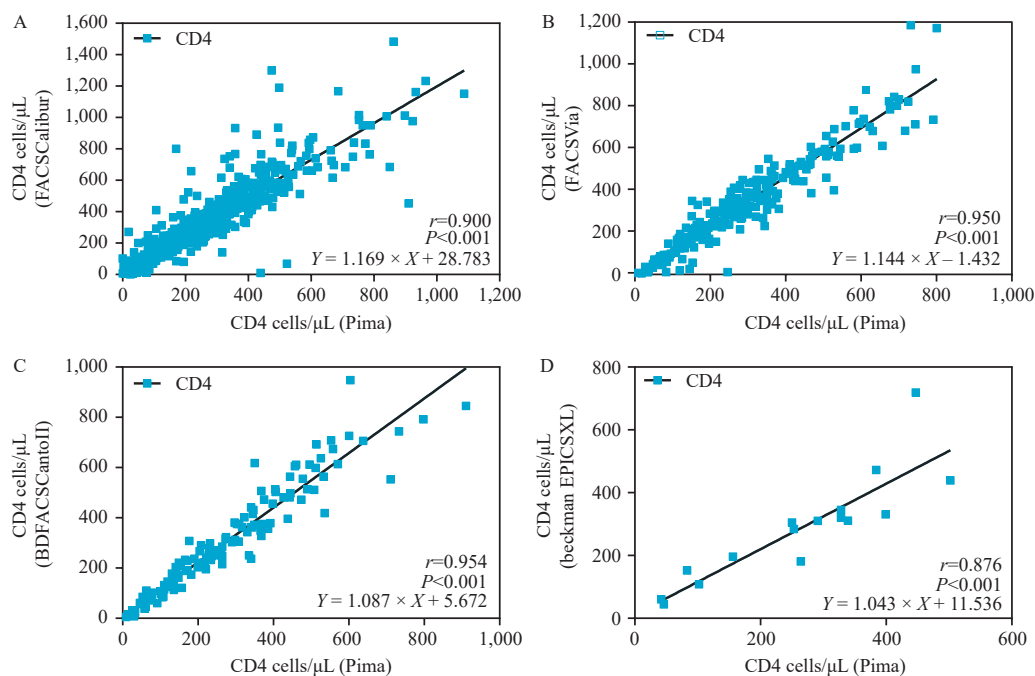 A
CD4 cells/μL
(FACSCalibur)
1,600
1,400
1,200
1,000
800
600
400
200
0
CD4
r=0.900
P<0.001
Y = 1.169 × X + 28.783
0 200 400 600 800 1,000 1,200
CD4 cells/μL (Pima)
B
CD4 cells/μL
(FACSVia)
1,200
1,000
800
600
400
200
0
CD4
r=0.950
P<0.001
Y = 1.144 × X – 1.432
0 200 400 600 800 1,000
CD4 cells/μL (Pima)
C
CD4 cells/μL
(BDFACSCantoII)
1,000
800
600
400
200
0
CD4
r=0.954
P<0.001
Y = 1.087 × X + 5.672
0 200 400 600 800 1,000
CD4 cells/μL (Pima)
D
CD4 cells/μL
(beckman EPICSXL)
800
600
400
200
0
CD4
r=0.876
P<0.001
Y = 1.043 × X + 11.536
200 400 600
CD4 cells/μL (Pima)